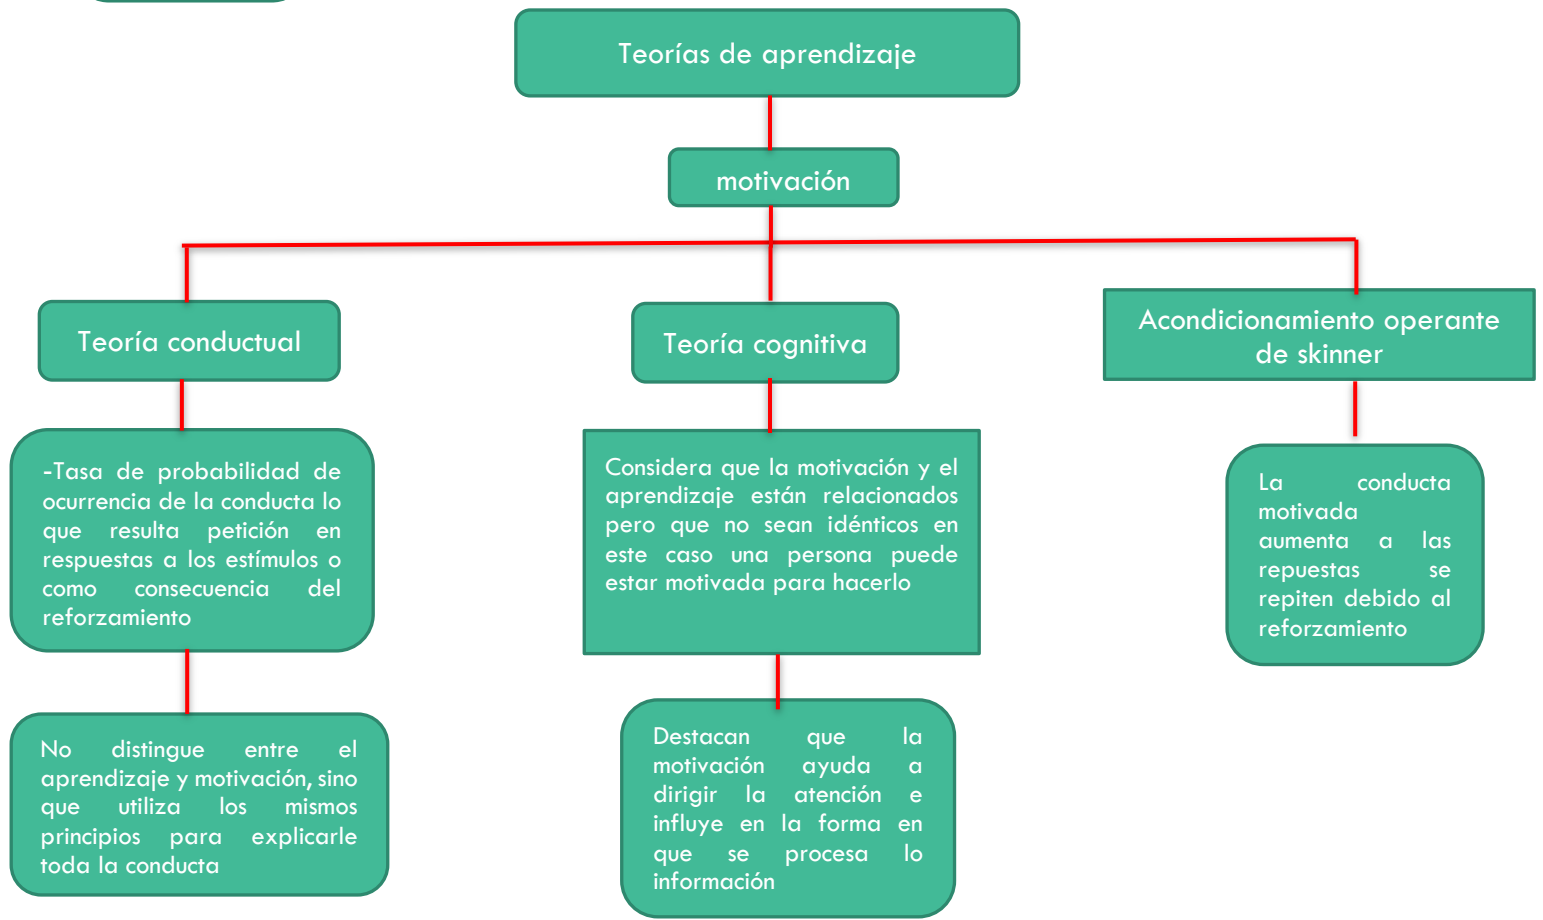 Teorías de aprendizaje
motivación
Teoría conductual
-Tasa de probabilidad de
ocurrencia de la conducta lo
que resulta petición en
respuestas a los estímulos o
como consecuencia del
reforzamiento
No distingue entre el
aprendizaje y motivación, sino
que utiliza los mismos
principios para explicarle
toda la conducta
Teoría cognitiva
Considera que la motivación y el
aprendizaje están relacionados
pero que no sean idénticos en
este caso una persona puede
estar motivada para hacerlo
Destacan que la
motivación ayuda a
dirigir la atención e
influye en la forma en
que se procesa lo
información
Acondicionamiento operante
de skinner
La conducta
motivada
aumenta a las
repuestas se
repiten debido al
reforzamiento